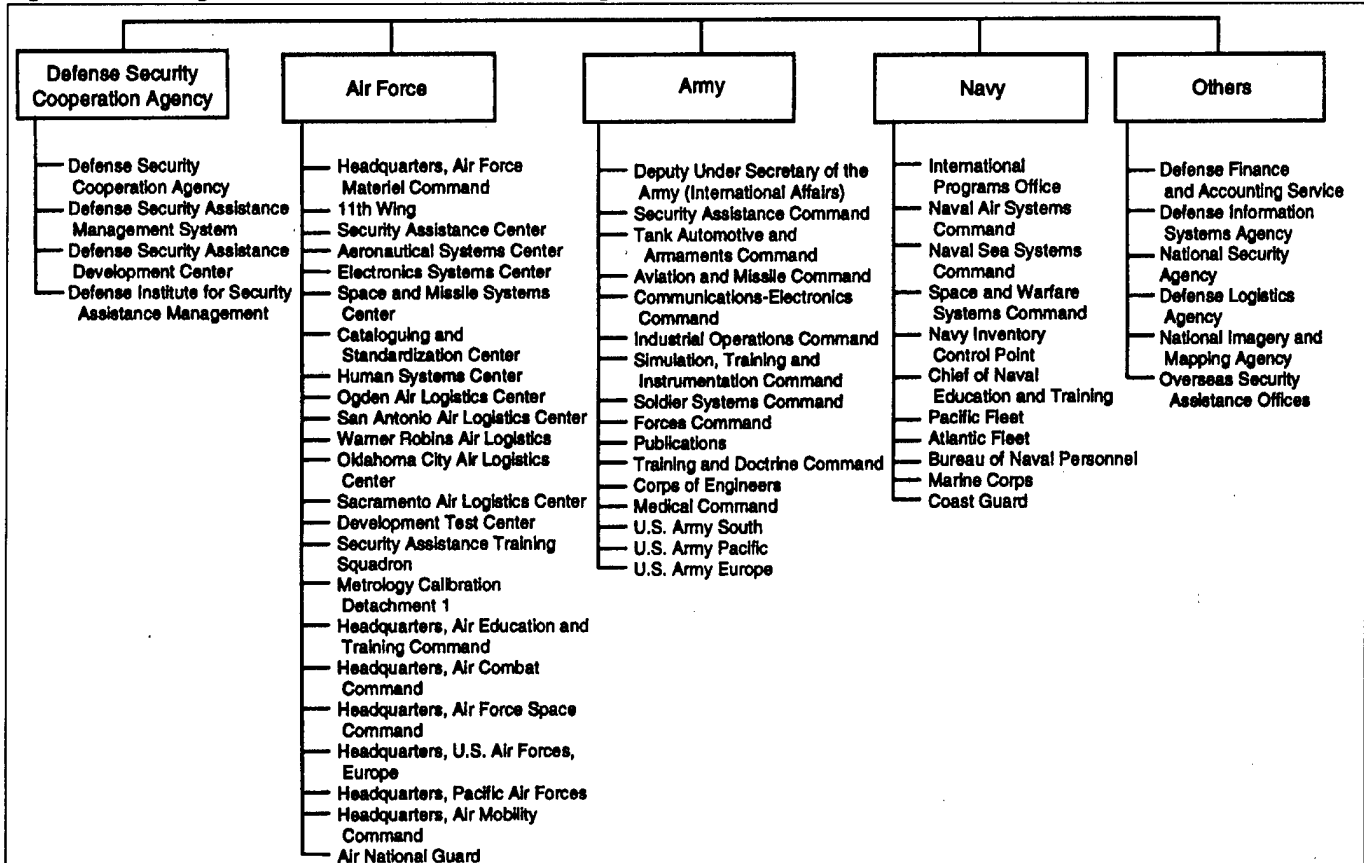 Defense Security
Cooperation Agency
Defense Security
Cooperation Agency
Defense Security Assistance
Management System
Defense Security Assistance
Development Center
Defense Institute for Security
Assistance Management
Air Force
Headquarters, Air Force
Materiel Command
11th Wing
Security Assistance Center
Aeronautical Systems Center
Electronics Systems Center
Space and Missile Systems
Center
Cataloguing and
Standardization Center
Human Systems Center
Ogden Air Logistics Center
San Antonio Air Logistics Center
Warner Robins Air Logistics
Oklahoma City Air Logistics
Center
Sacramento Air Logistics Center
Development Test Center
Security Assistance Training
Squadron
Metrology Calibration
Detachment 1
Headquarters, Air Education and
Training Command
Headquarters, Air Combat
Command
Headquarters, Air Force Space
Command
Headquarters, U.S. Air Forces,
Europe
Headquarters, Pacific Air Forces
Headquarters, Air Mobility
Command
Air National Guard
Army
Deputy Under Secretary of the
Army (International Affairs)
Security Assistance Command
Tank Automotive and
Armaments Command
Aviation and Missile Command
Communications-Electronics
Command
Industrial Operations Command
Simulation, Training and
Instrumentation Command
Soldier Systems Command
Forces Command
Publications
Training and Doctrine Command
Corps of Engineers
Medical Command
U.S. Army South
U.S. Army Pacific
U.S. Army Europe
Navy
International
Programs Office
Naval Air Systems
Command
Naval Sea Systems
Command
Space and Warfare
Systems Command
Navy Inventory
Control Point
Chief of Naval
Education and Training
Pacific Fleet
Atlantic Fleet
Bureau of Naval Personnel
Marine Corps
Coast Guard
Others
Defense Finance
and Accounting Service
Defense Information
Systems Agency
National Security
Agency
Defense Logistics
Agency
National Imagery and
Mapping Agency
Overseas Security
Assistance Offices